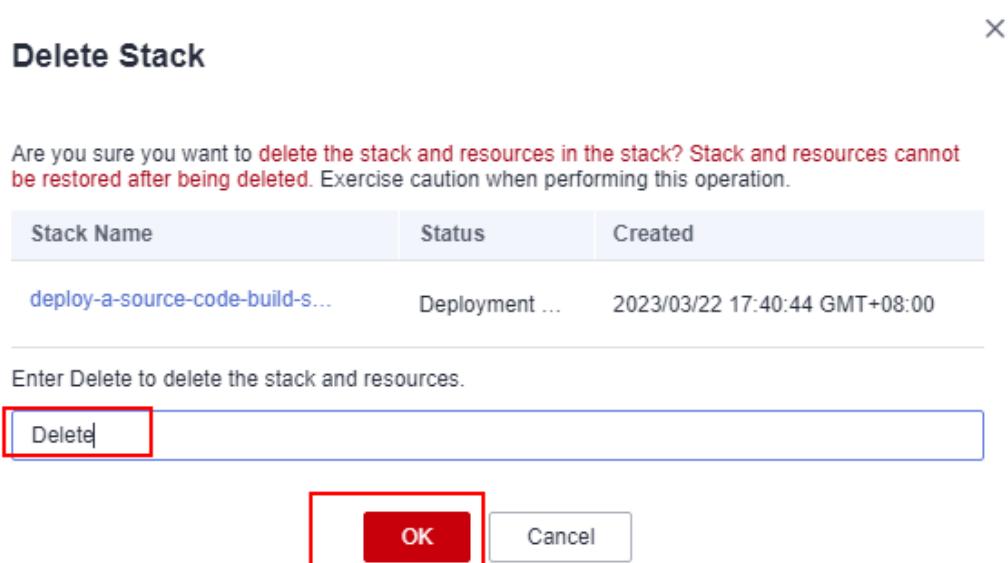 Delete Stack
Are you sure you want to delete the stack and resources in the stack? Stack and resources cannot
be restored after being deleted. Exercise caution when performing this operation.
Stack Name Status Created
deploy-a-source-code-build-s... Deployment ... 2023/03/22 17:40:44 GMT+08:00
Enter Delete to delete the stack and resources.
Delete
OK Cancel